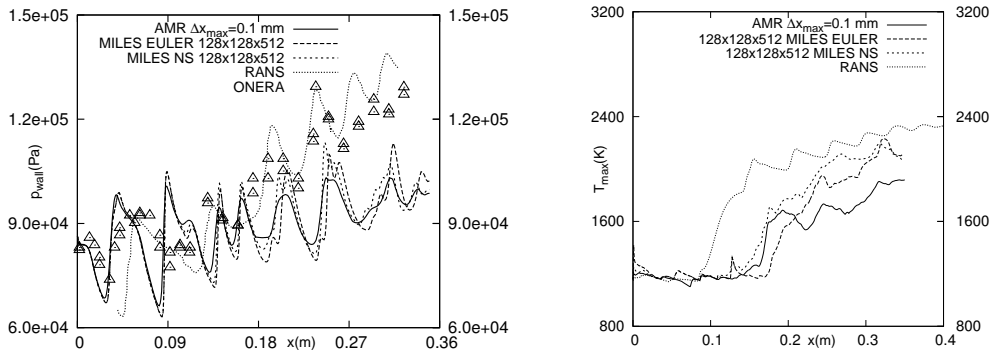 1.5e+05
1.5e+05
AMR Δxmax=0.1 mm
MILES EULER 128x128x512
MILES NS 128x128x512
RANS
ONERA
1.2e+05
1.2e+05
pwall(Pa)
9.0e+04
9.0e+04
6.0e+04
6.0e+04
0
0.09
0.18
x(m)
0.27
0.36
3200
3200
AMR Δxmax=0.1 mm
128x128x512 MILES EULER
128x128x512 MILES NS
RANS
2400
2400
Tmax(K)
1600
1600
800
800
0
0.1
0.2
x(m)
0.3
0.4